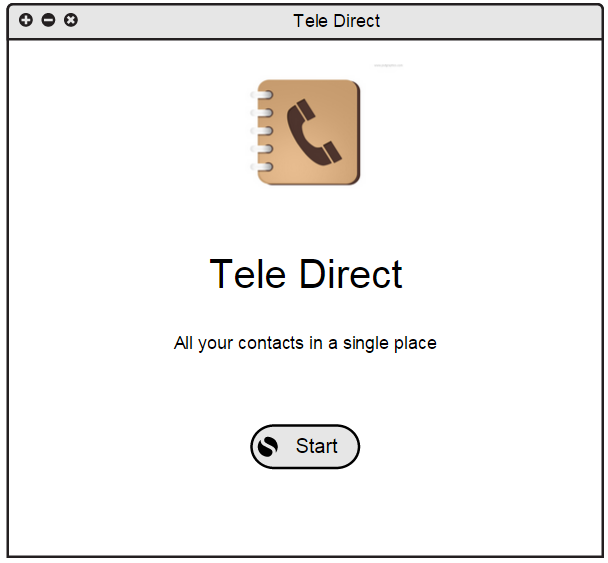 Tele Direct
Tele Direct
All your contacts in a single place
Start